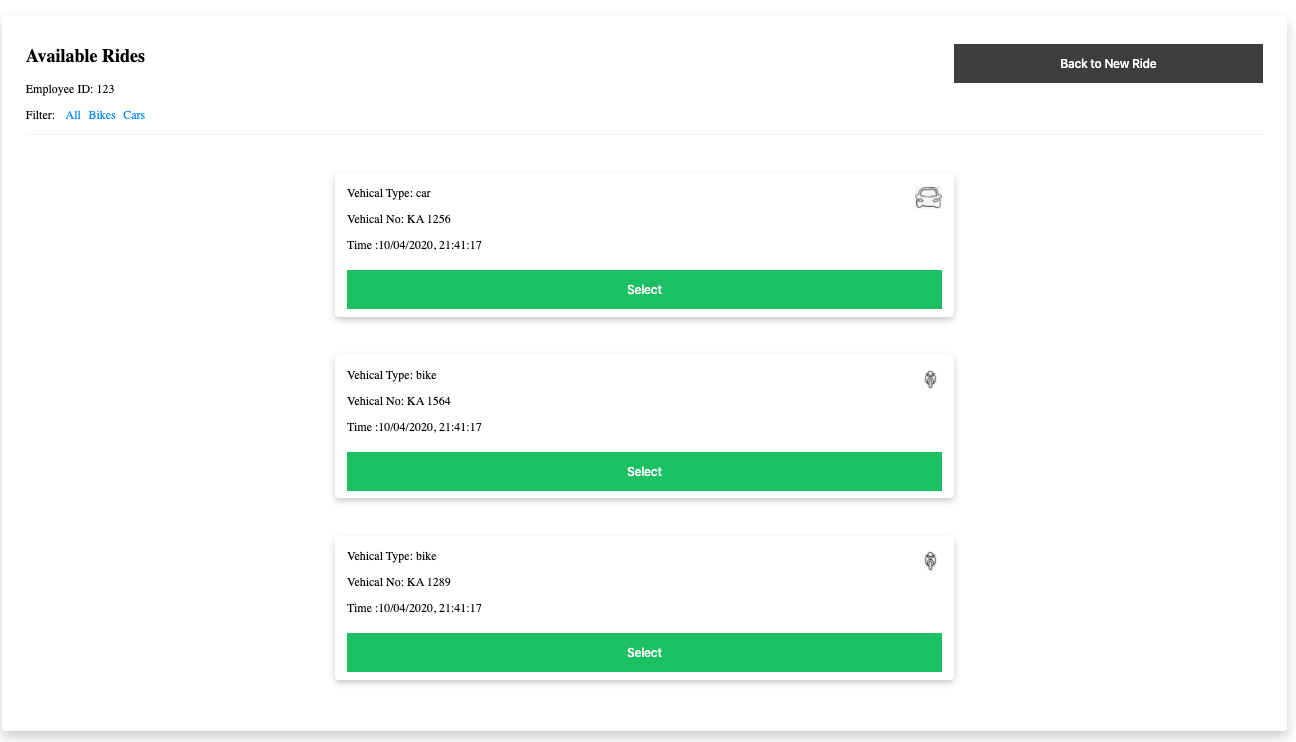 Available Rides
Back to New Ride
Employee ID: 123
Filter: All Bikes Cars
Vehical Type: car
Vehical No: KA 1256
Time :10/04/2020, 21:41:17
Select
Vehical Type: bike
Vehical No: KA 1564
Time :10/04/2020, 21:41:17
Select
Vehical Type: bike
Vehical No: KA 1289
Time :10/04/2020, 21:41:17
Select